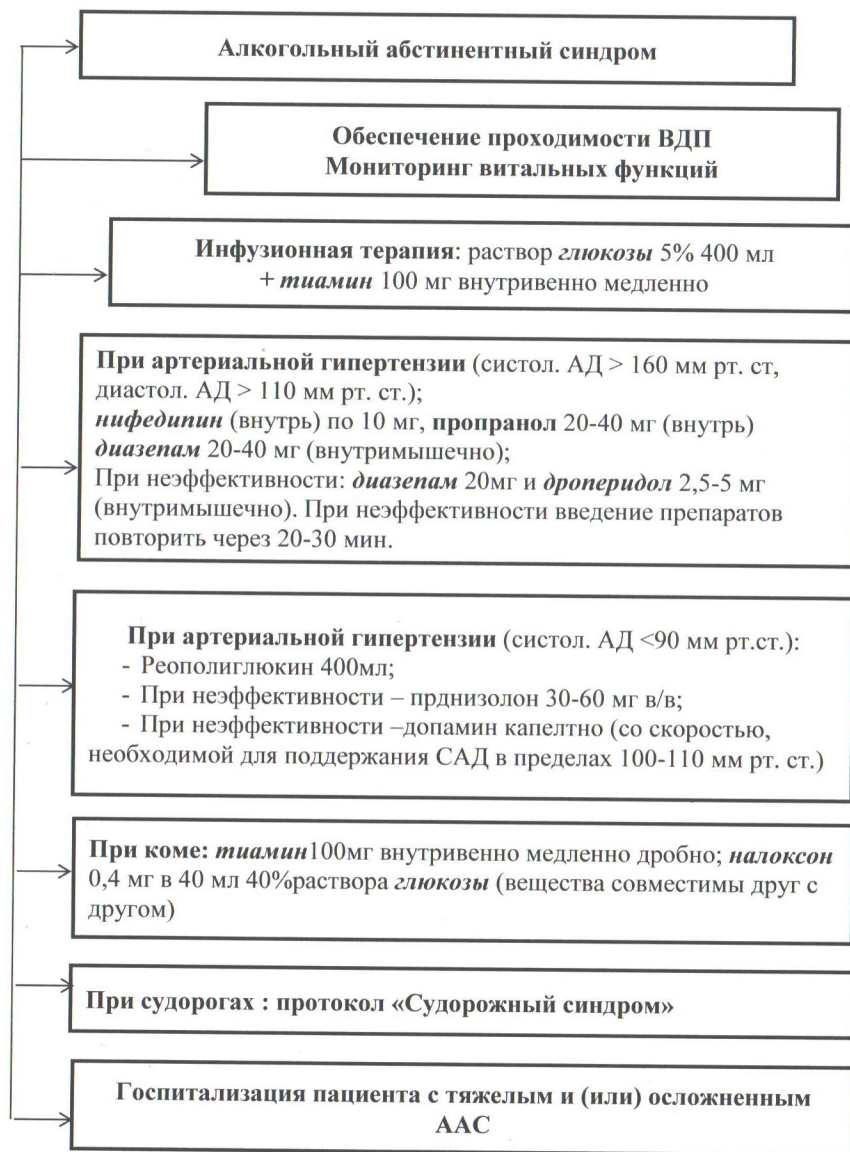 Алкогольный абстинентный синдром
Обеспечение проходимости ВДП
Мониторинг витальных функций
Инфузионная терапия: раствор глюкозы 5% 400 мл
+ тиамин 100 мг внутривенно медленно
При артериальной гипертензии (систол. АД > 160 мм рт. ст,
диастол. АД > 110 мм рт. ст.);
нифедипин (внутрь) по 10 мг, пропранол 20-40 мг (внутрь)
диазепам 20-40 мг (внутримышечно);
При неэффективности: диазепам 20мг и дроперидол 2,5-5 мг
(внутримышечно). При неэффективности введение препаратов
повторить через 20-30 мин.
При артериальной гипертензии (систол. АД <90 мм рт.ст.):
- Реополиглюкин 400мл;
- При неэффективности – прднизолон 30-60 мг в/в;
- При неэффективности –допамин капелтно (со скоростью,
необходимой для поддержания САД в пределах 100-110 мм рт. ст.)
При коме: тиамин100мг внутривенно медленно дробно; налоксон
0,4 мг в 40 мл 40%раствора глюкозы (вещества совместимы друг с
другом)
При судорогах : протокол «Судорожный синдром»
Госпитализация пациента с тяжелым и (или) осложненным
ААС